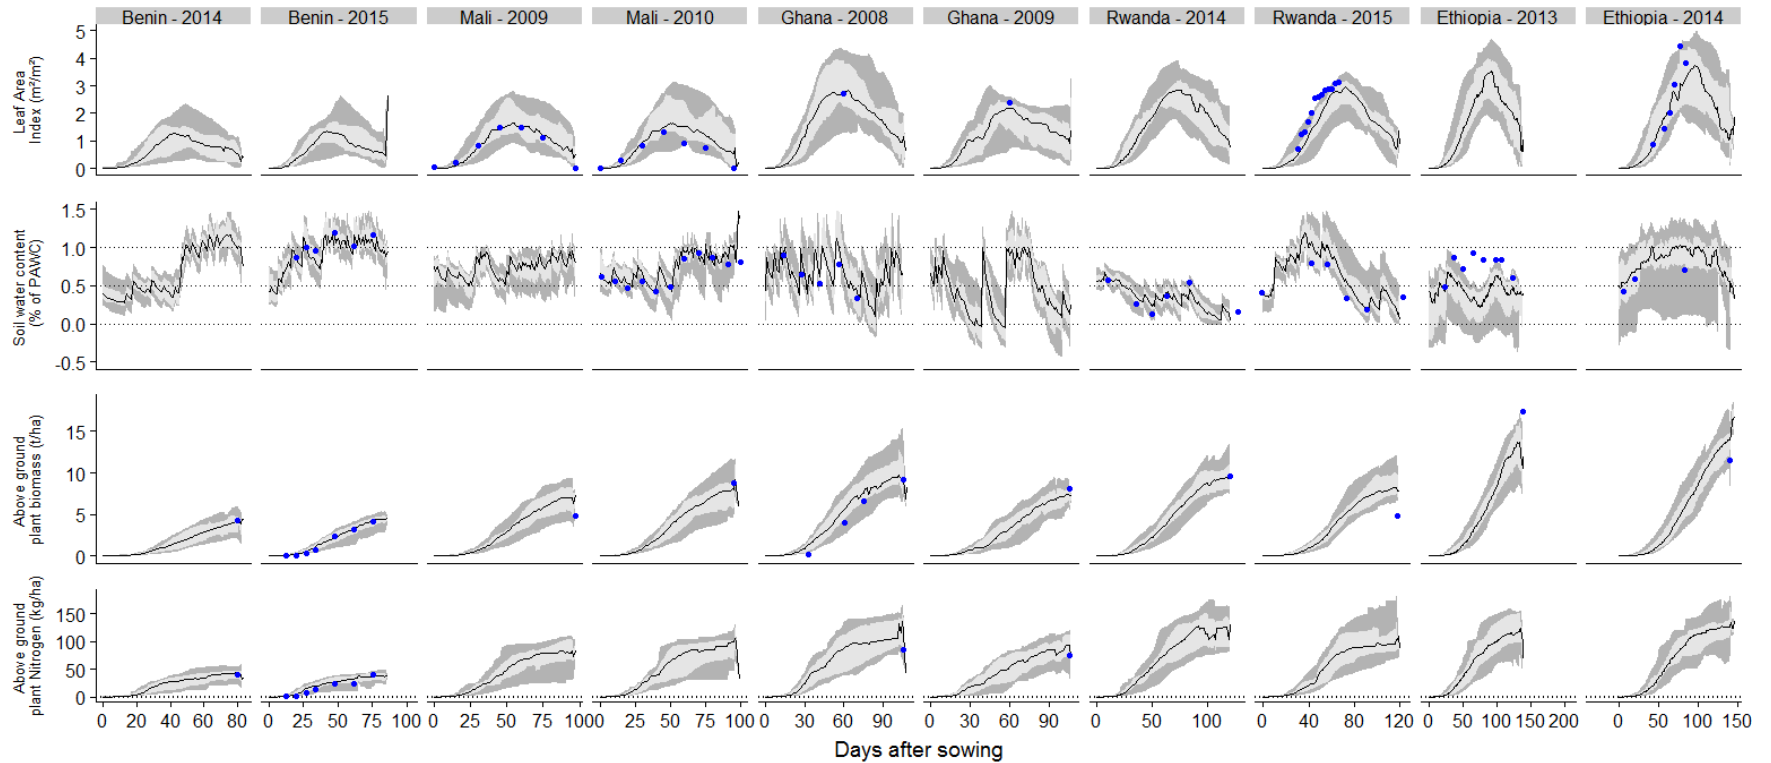 Benin - 2014 Benin - 2015 Mali - 2009 Mali - 2010 Ghana - 2008 Ghana - 2009 Rwanda - 2014 Rwanda - 2015 Ethiopia - 2013 Ethiopia - 2014
Leaf Area
Index (m²/m²)
5
4
3
2
1
0
Soil water content
(% of PAWC)
1.5
1.0
0.5
0.0
-0.5
Above ground
plant biomass (t/ha)
15
10
5
0
Above ground
plant Nitrogen (kg/ha)
150
100
50
0
0 20 40 60 80 0 25 50 75 100 0 25 50 75 100 0 25 50 75 100 0 30 60 90 0 30 60 90 0 50 100 0 40 80 120 0 50 100 150 200 0 50 100 150
Days after sowing